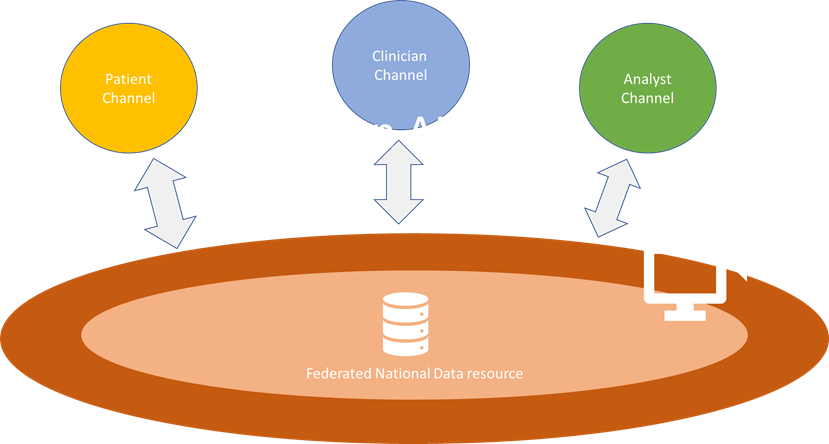 Patient
Channel
Clinician
Channel
Analyst
Channel
Federated National Data resource